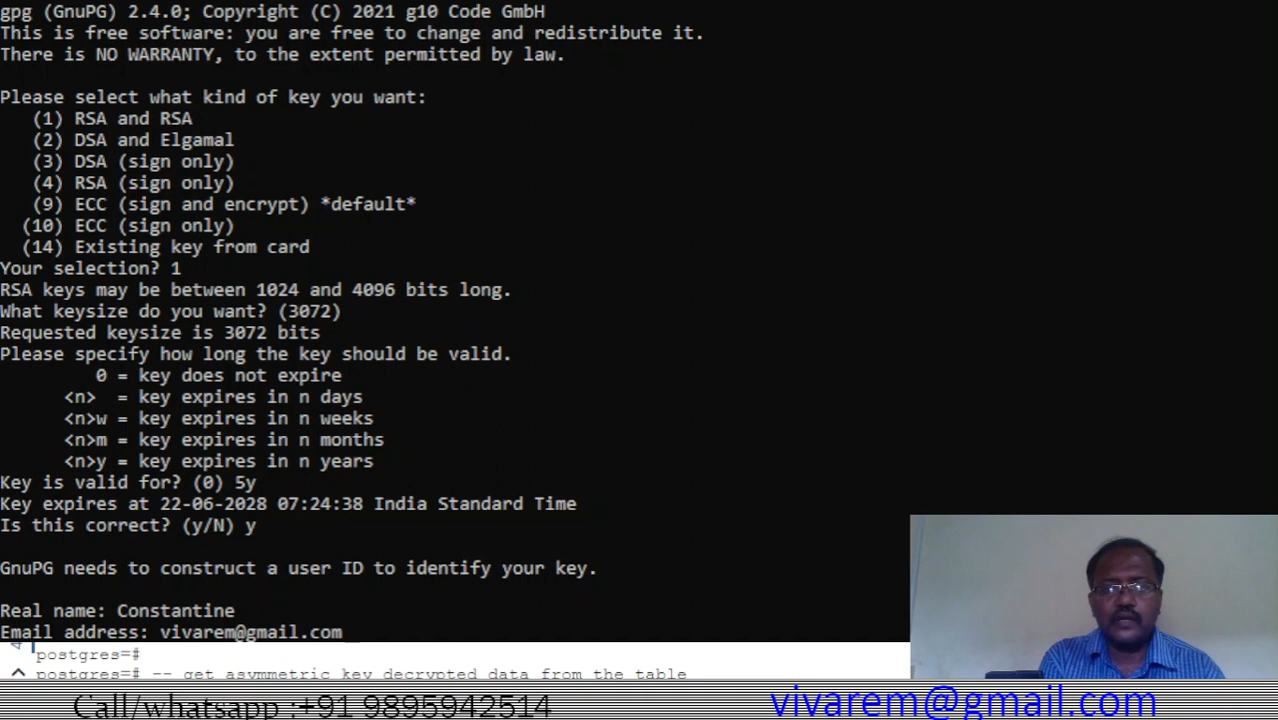 gpg (GnuPG) 2.4.0; Copyright (C) 2021 g10 Code GmbH
This is free software: you are free to change and redistribute it.
There is NO WARRANTY, to the extent permitted by law.
Please select what kind of key you want:
(1) RSA and RSA
(2) DSA and Elgamal
(3) DSA (sign only)
(4) RSA (sign only)
(9) ECC (sign and encrypt) *default*
(10) ECC (sign only)
(14) Existing key from card
Your selection? 1
RSA keys may be between 1024 and 4096 bits long.
What keysize do you want? (3072)
Requested keysize is 3072 bits
Please specify how long the key should be valid.
0 = key does not expire
<n>  = key expires in n days
<n>w = key expires in n weeks
<n>m = key expires in n months
<n>y = key expires in n years
Key is valid for? (0) 5y
Key expires at 22-06-2028 07:24:38 India Standard Time
Is this correct? (y/N) y
GnuPG needs to construct a user ID to identify your key.
Real name: Constantine
Email address: vivarem@gmail.com
postgres=#
postgres=# -- get asymmetric key decrypted data from the table
Call/whatsapp :+91 9895942514
vivarem@gmail.com